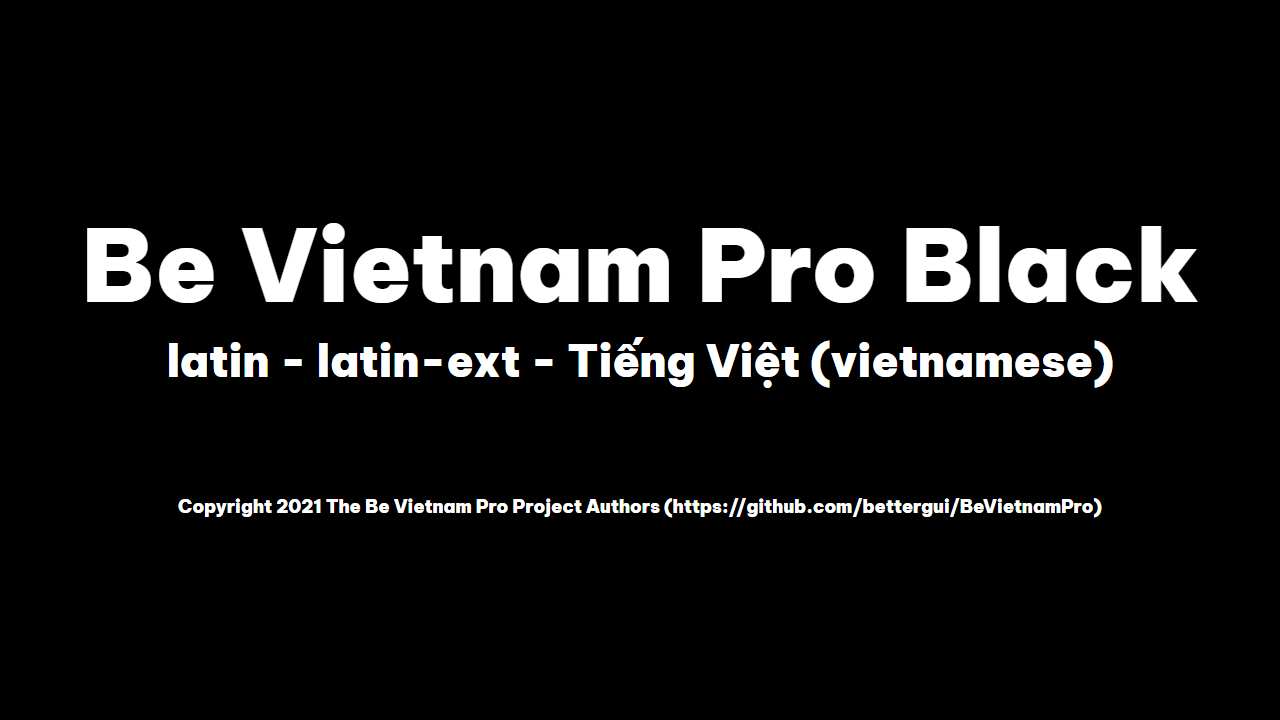 Be Vietnam Pro Black
latin - latin-ext - Tiếng Việt (vietnamese)
Copyright 2021 The Be Vietnam Pro Project Authors (https://github.com/bettergui/BeVietnamPro)